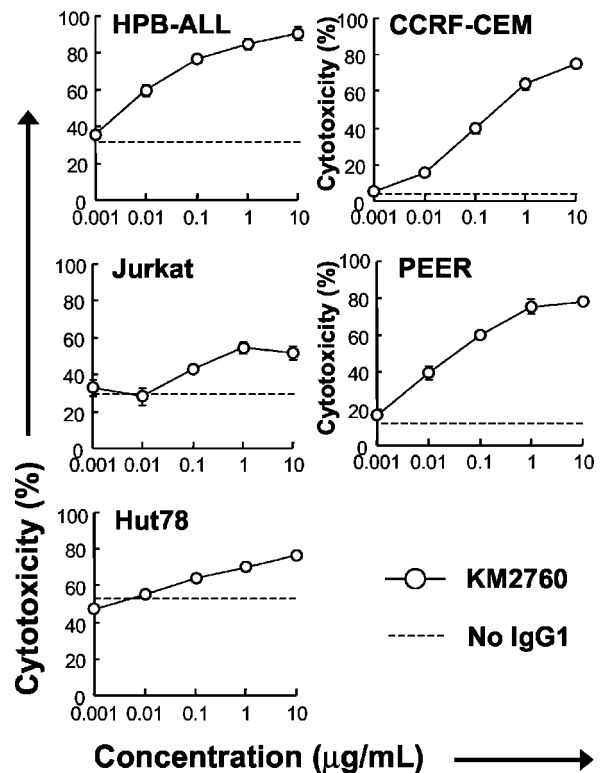 HPB-ALL
100
80
60
40
20
0
0.001 0.01 0.1 1 10
CCRF-CEM
Cytotoxicity (%)
100
80
60
40
20
0
0.001 0.01 0.1 1 10
Jurkat
100
80
60
40
20
0
0.001 0.01 0.1 1 10
PEER
Cytotoxicity (%)
100
80
60
40
20
0
0.001 0.01 0.1 1 10
Hut78
100
80
60
40
20
0
0.001 0.01 0.1 1 10
KM2760
No IgG1
Cytotoxicity (%)
Concentration (μg/mL)